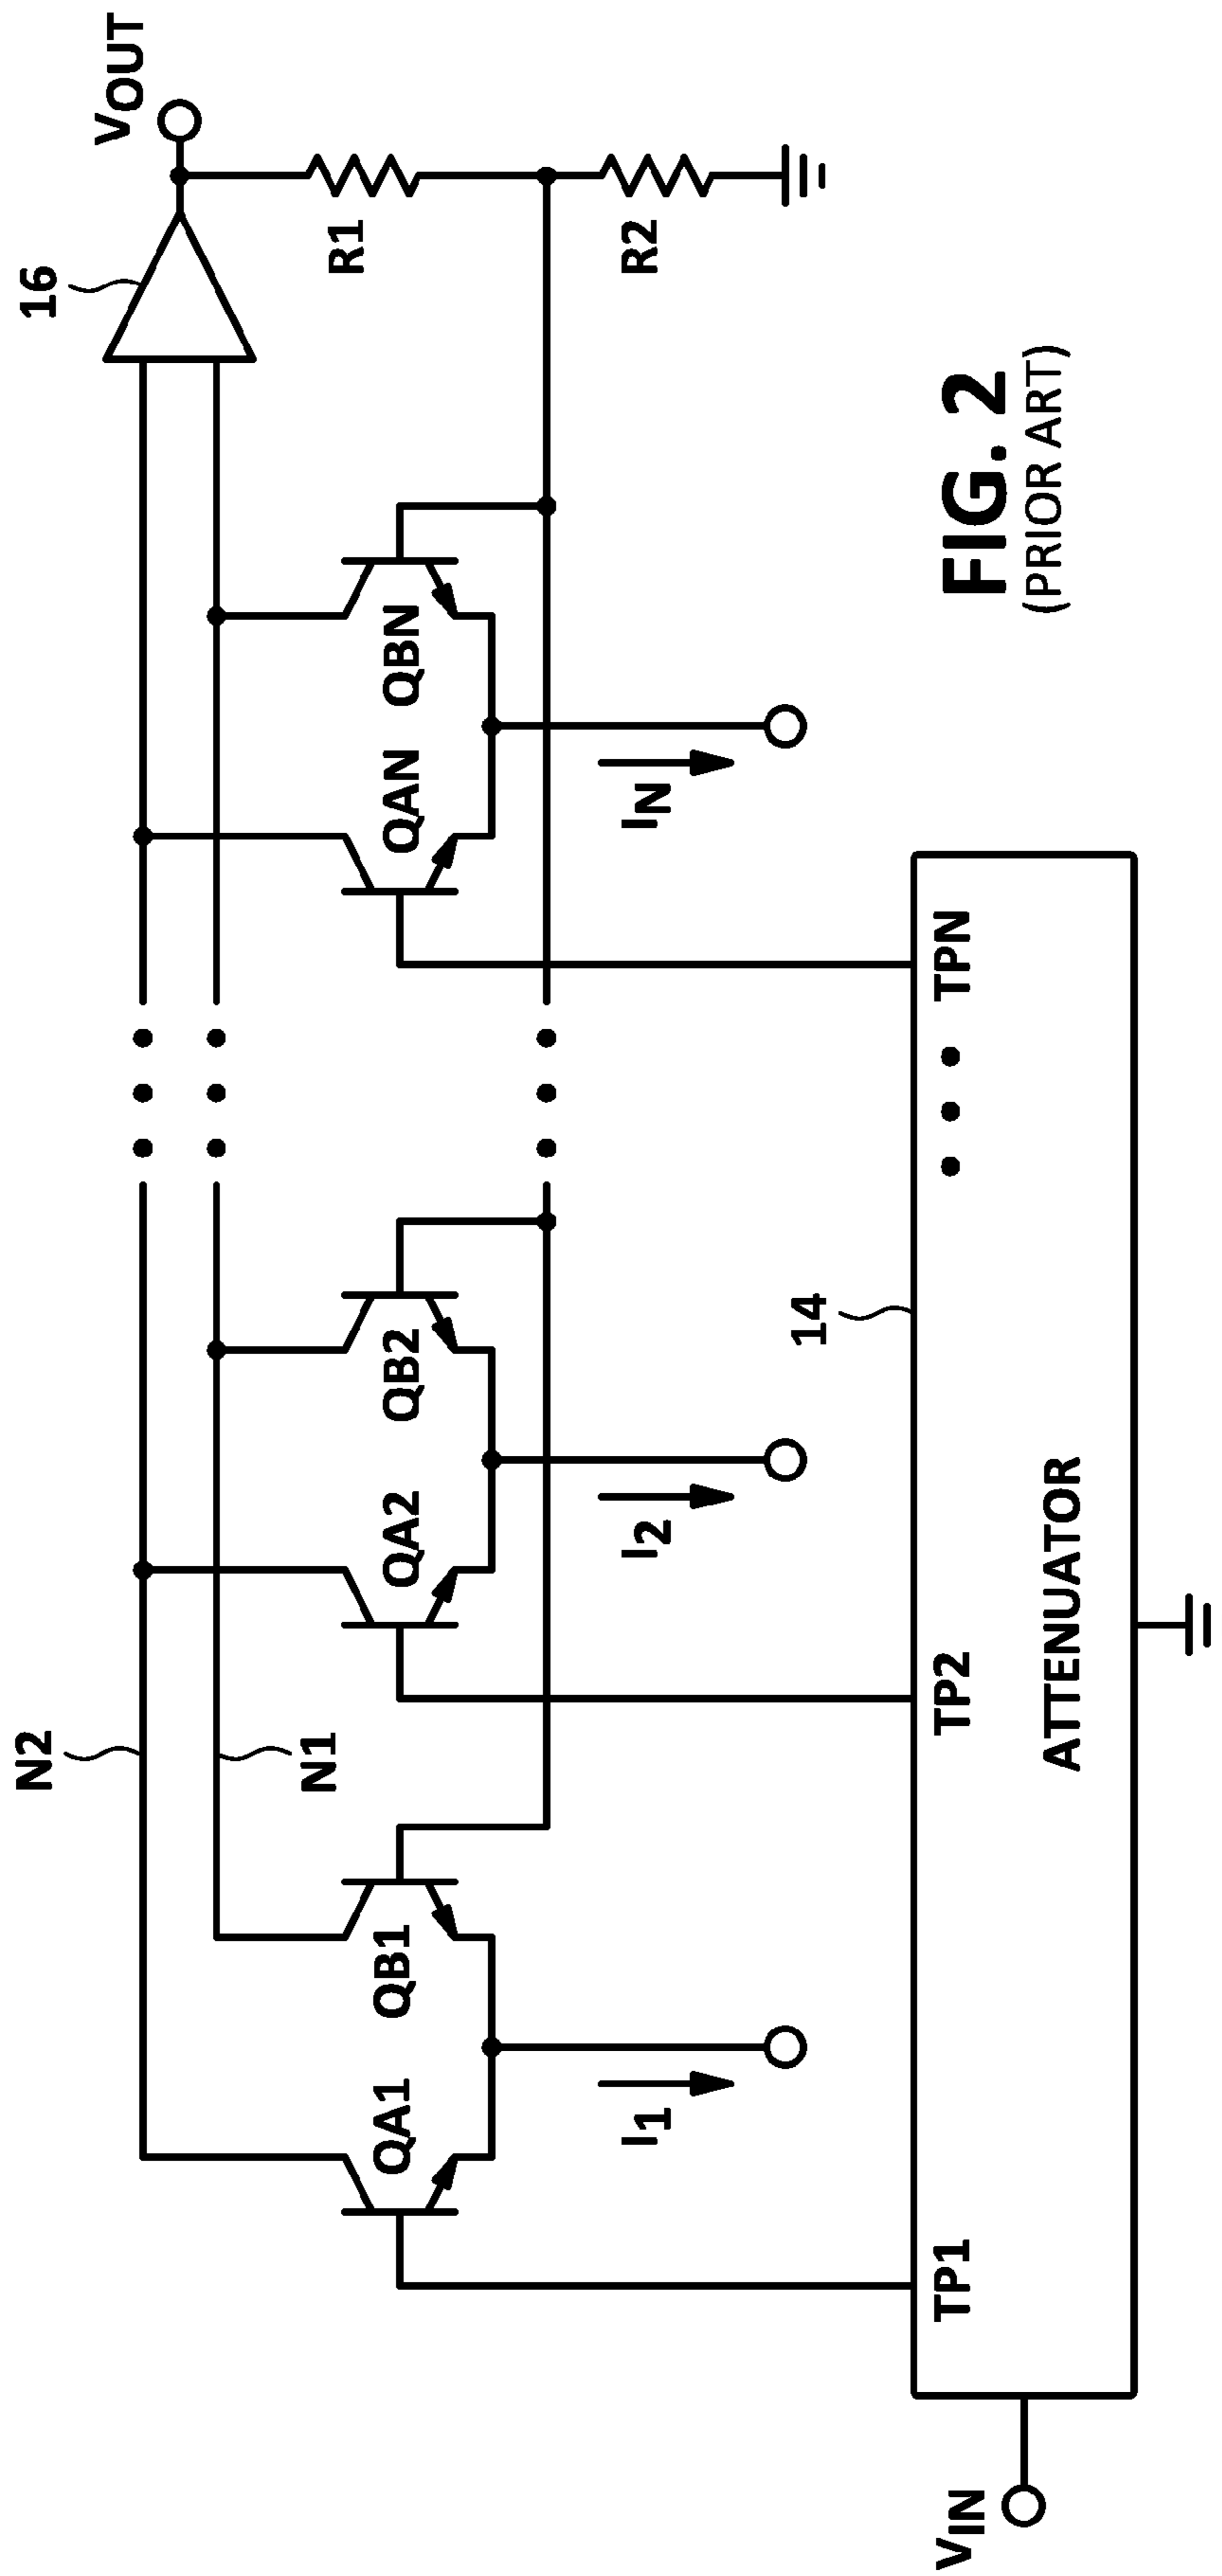 VOUT
16
R1
R2
N2
N1
QA1
QB1
QA2
QB2
QAN
QBN
I1
I2
IN
14
TP1
TP2
TPN
ATTENUATOR
VIN
FIG. 2
(PRIOR ART)